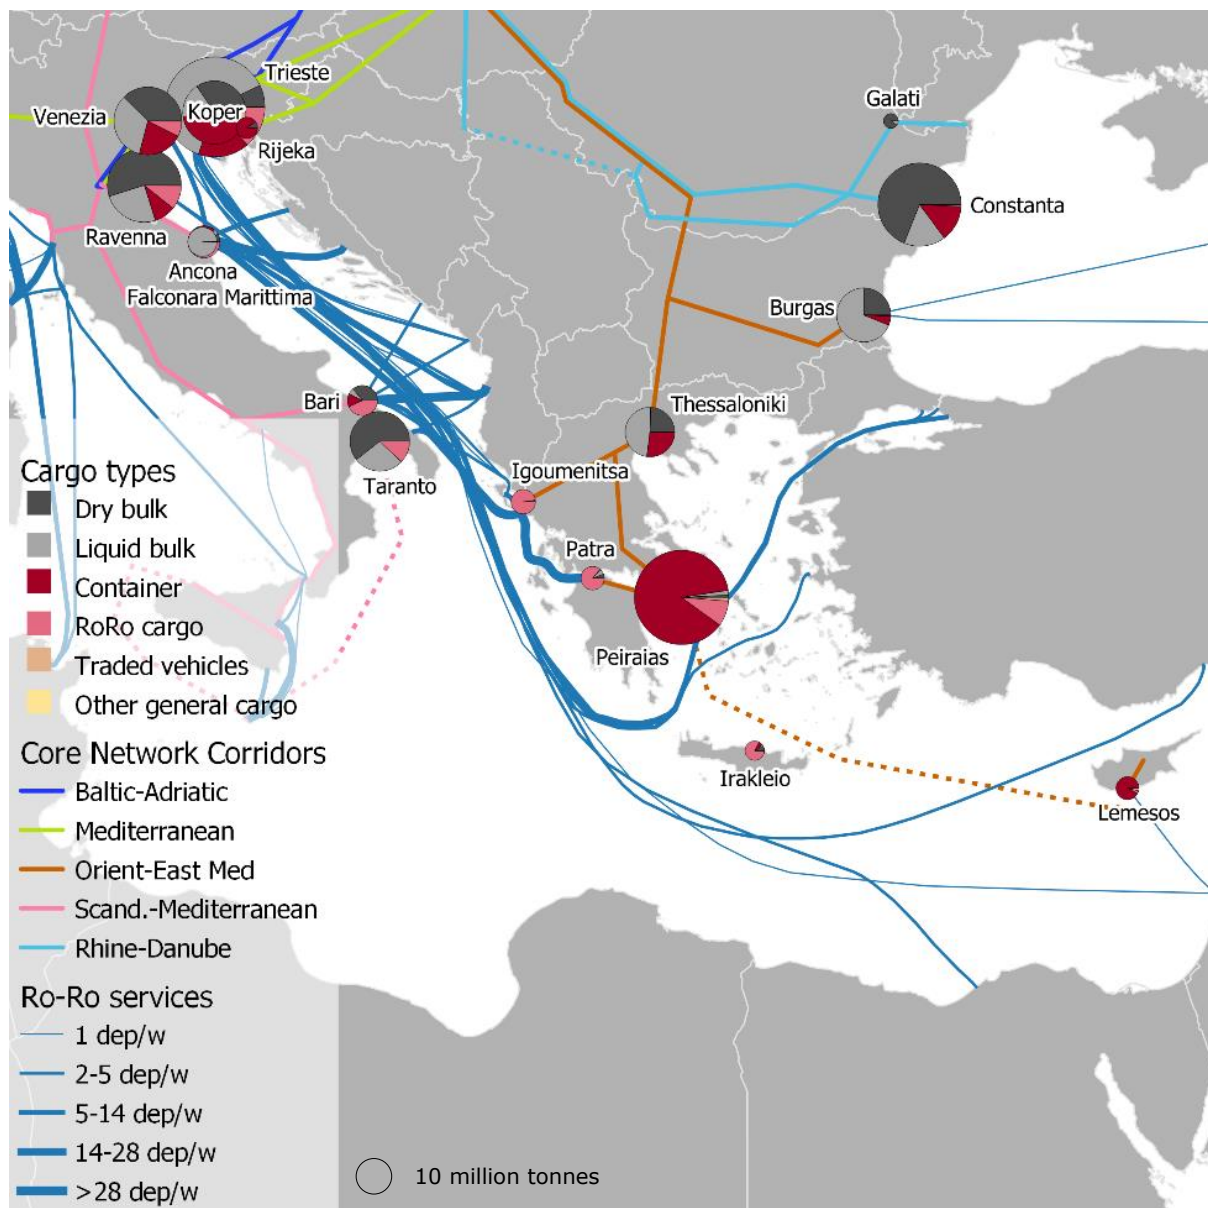 Trieste
Koper
Venezia
Rijeka
Galati
Constanta
Ravenna
Ancona
Falconara Marittima
Burgas
Bari
Thessaloniki
Taranto
Igoumenitsa
Patra
Peiraias
Irakleio
Lemesos
Cargo types
Dry bulk
Liquid bulk
Container
RoRo cargo
Traded vehicles
Other general cargo
Core Network Corridors
Baltic-Adriatic
Mediterranean
Orient-East Med
Scand.-Mediterranean
Rhine-Danube
Ro-Ro services
1 dep/w
2-5 dep/w
5-14 dep/w
14-28 dep/w
>28 dep/w
10 million tonnes